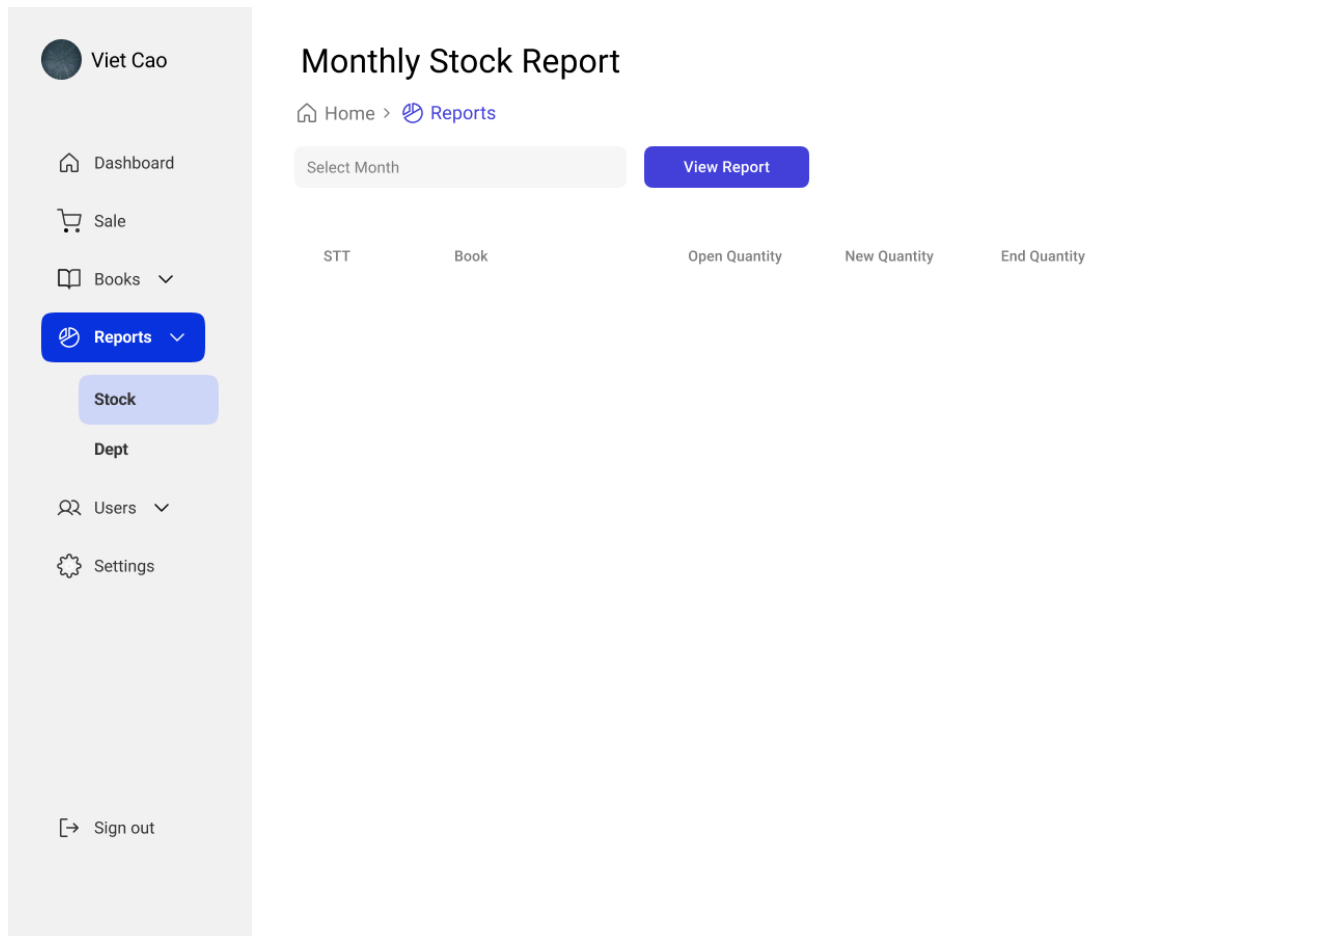 Viet Cao
Dashboard
Sale
Books
Reports
Stock
Dept
Users
Settings
Sign out
Monthly Stock Report
Home > Reports
Select Month
View Report
STT Book Open Quantity New Quantity End Quantity